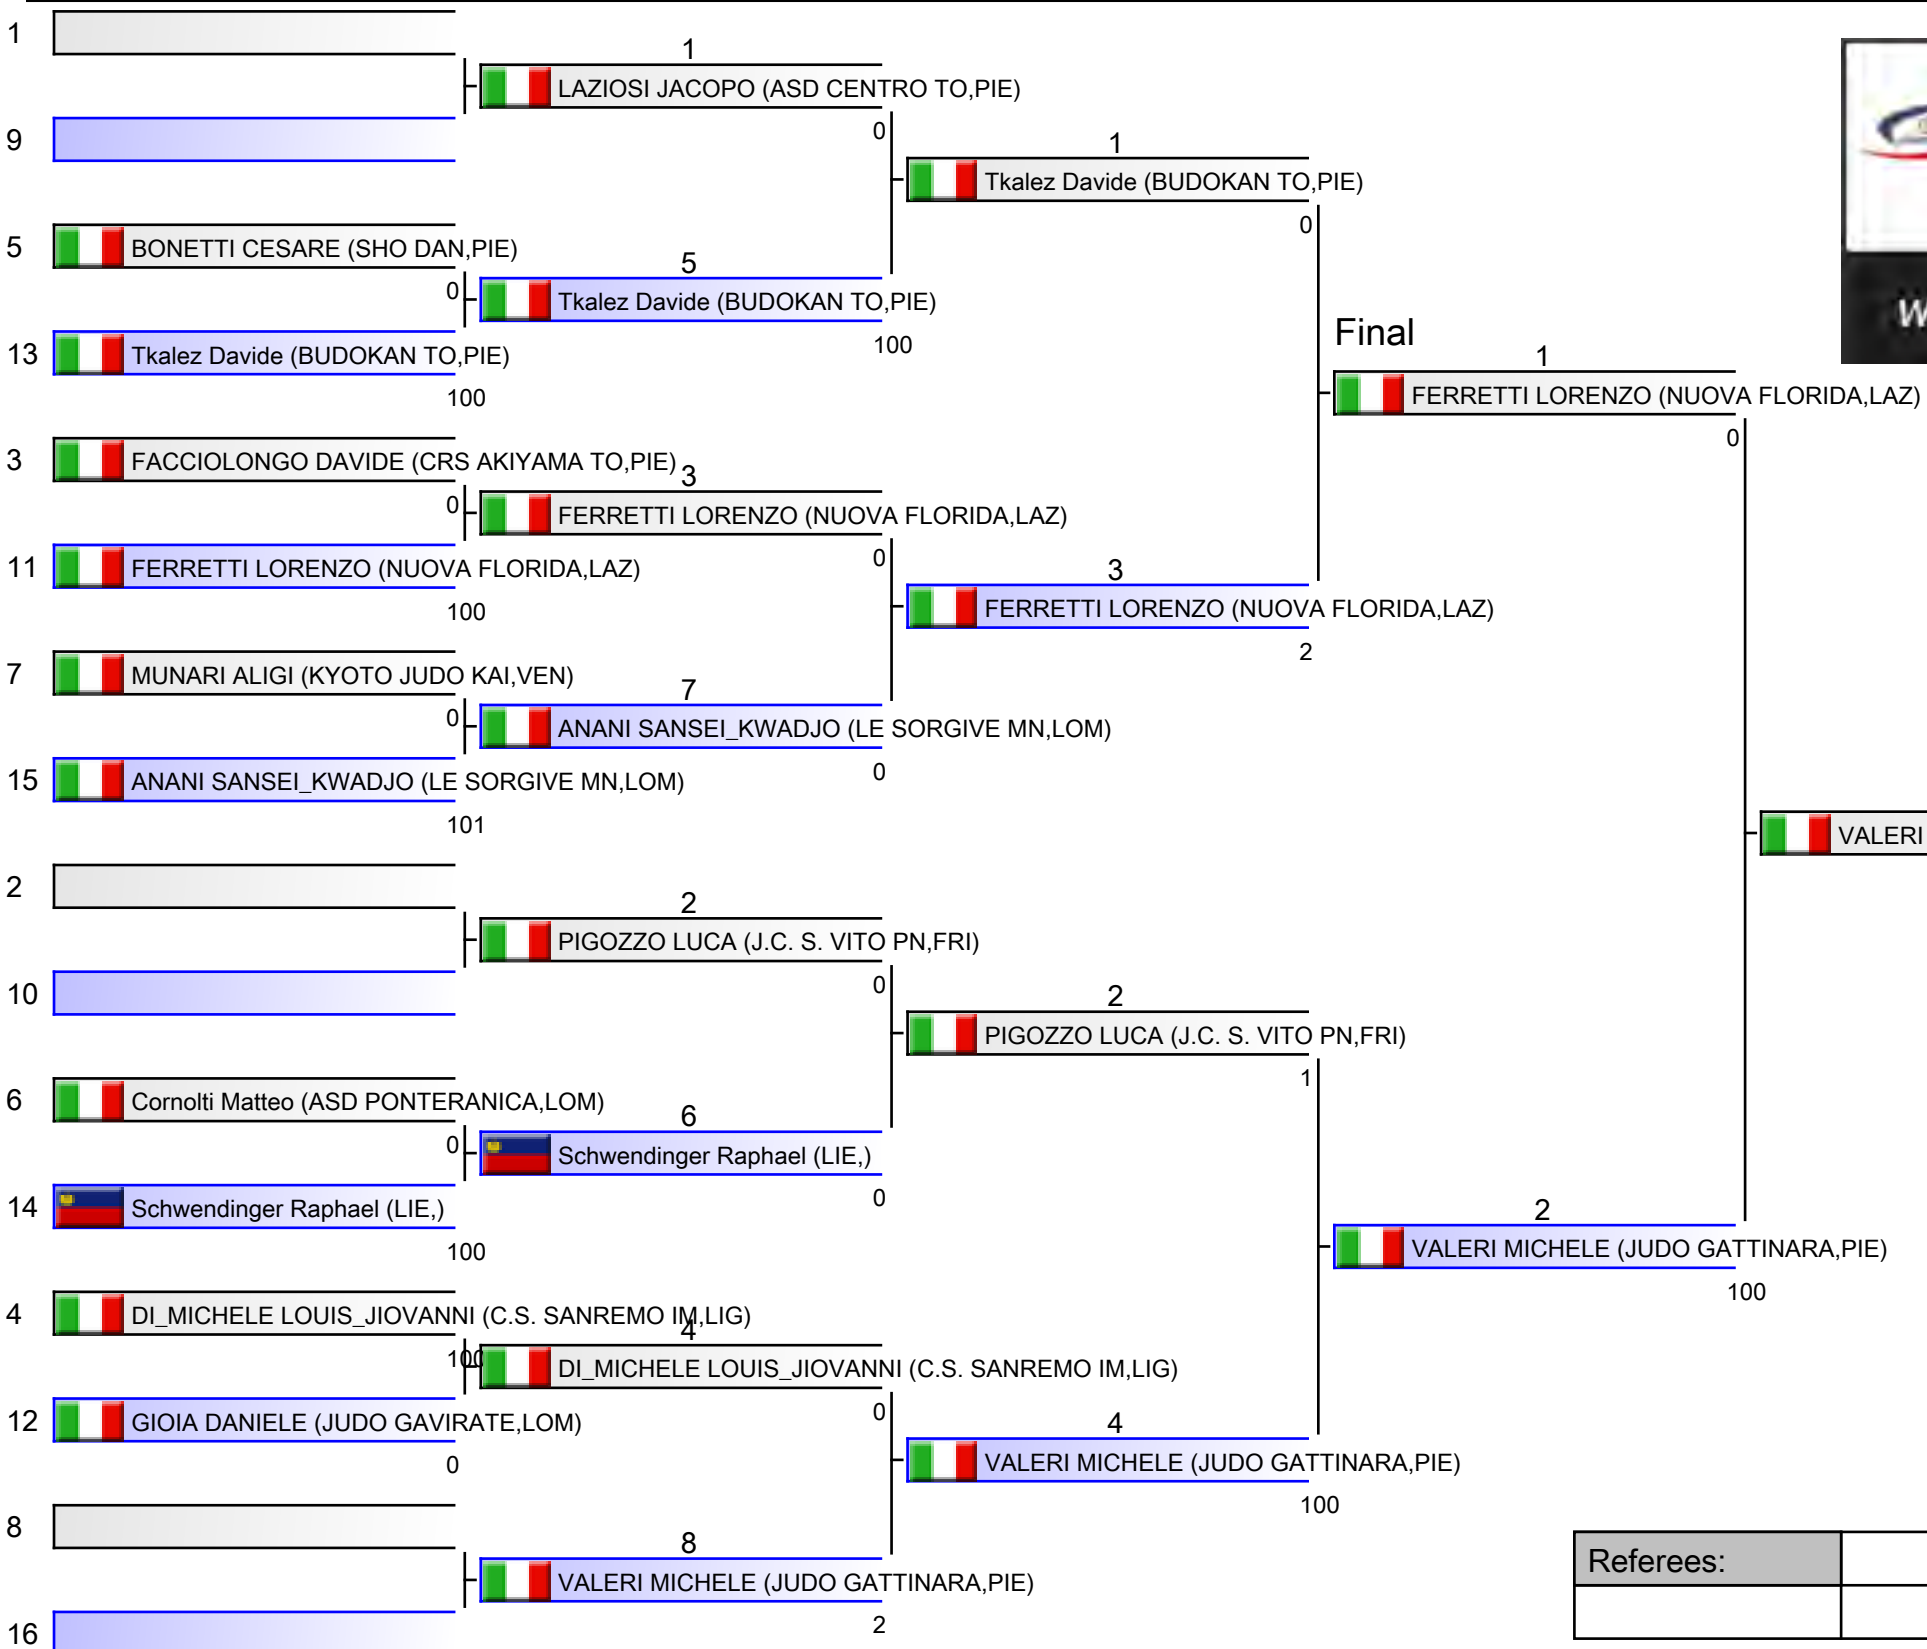 1
1
LAZIOSI JACOPO (ASD CENTRO TO,PIE)
0
9
1
Tkalez Davide (BUDOKAN TO,PIE)
0
5
BONETTI CESARE (SHO DAN,PIE)
0
5
Tkalez Davide (BUDOKAN TO,PIE)
100
13
Tkalez Davide (BUDOKAN TO,PIE)
100
Final
1
FERRETTI LORENZO (NUOVA FLORIDA,LAZ)
0
3
FACCIOLONGO DAVIDE (CRS AKIYAMA TO,PIE)
0
3
FERRETTI LORENZO (NUOVA FLORIDA,LAZ)
0
11
FERRETTI LORENZO (NUOVA FLORIDA,LAZ)
100
3
FERRETTI LORENZO (NUOVA FLORIDA,LAZ)
2
7
MUNARI ALIGI (KYOTO JUDO KAI,VEN)
0
7
ANANI SANSEI_KWADJO (LE SORGIVE MN,LOM)
0
15
ANANI SANSEI_KWADJO (LE SORGIVE MN,LOM)
101
VALERI
2
2
PIGOZZO LUCA (J.C. S. VITO PN,FRI)
0
10
2
PIGOZZO LUCA (J.C. S. VITO PN,FRI)
1
6
Cornolti Matteo (ASD PONTERANICA,LOM)
0
6
Schwendinger Raphael (LIE,)
0
14
Schwendinger Raphael (LIE,)
100
2
VALERI MICHELE (JUDO GATTINARA,PIE)
100
4
DI_MICHELE LOUIS_JIOVANNI (C.S. SANREMO IM,LIG)
100
4
DI_MICHELE LOUIS_JIOVANNI (C.S. SANREMO IM,LIG)
0
12
GIOIA DANIELE (JUDO GAVIRATE,LOM)
0
4
VALERI MICHELE (JUDO GATTINARA,PIE)
100
8
8
VALERI MICHELE (JUDO GATTINARA,PIE)
2
16
Referees: